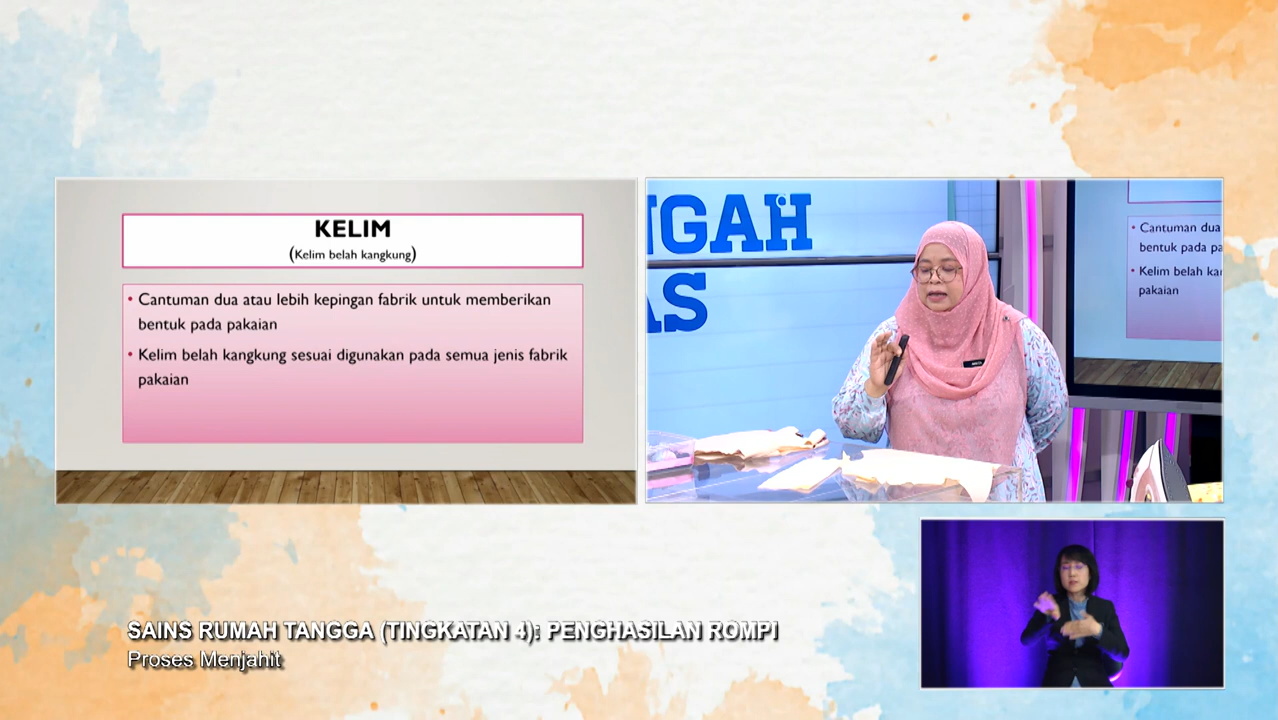 KELIM
(Kelim belah kangkung)
• Cantuman dua atau lebih kepingan fabrik untuk memberikan
bentuk pada pakaian
• Kelim belah kangkung sesuai digunakan pada semua jenis fabrik
pakaian
NGAH
AS
• Cantuman dua
bentuk pada pa
• Kelim belah ka
pakaian
SAINS RUMAH TANGGA (TINGKATAN 4): PENGHASILAN ROMPI
Proses Menjahit